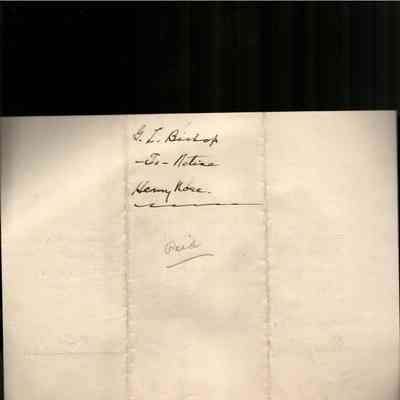 G. L. Bishop
-To- Notice
Henry Rose.
Paid